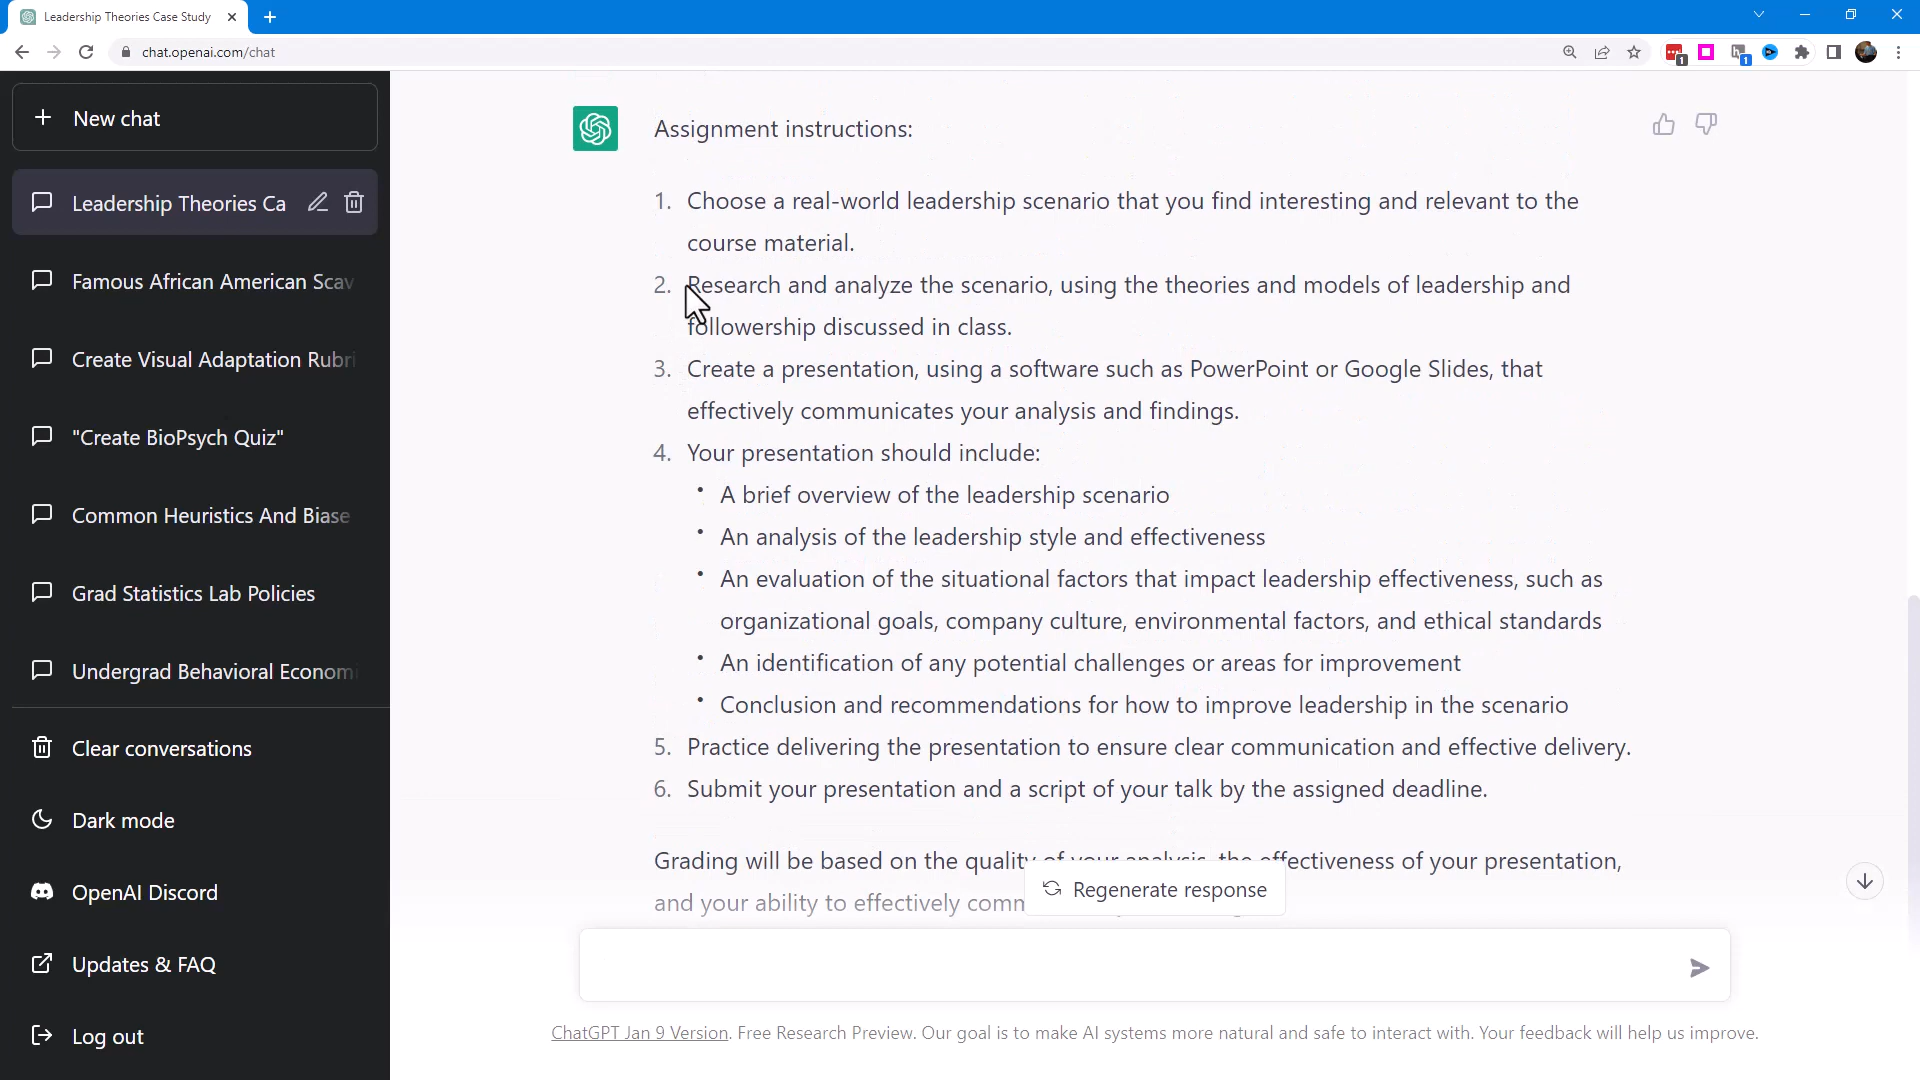 Leadership Theories Case Study
chat.openai.com/chat
1
1
New chat
Leadership Theories Ca
Famous African American Scav
Create Visual Adaptation Rubri
"Create BioPsych Quiz"
Common Heuristics And Biase
Grad Statistics Lab Policies
Undergrad Behavioral Econom
Clear conversations
Dark mode
OpenAI Discord
Updates & FAQ
Log out
Assignment instructions:
1. Choose a real-world leadership scenario that you find interesting and relevant to the
course material.
2. Research and analyze the scenario, using the theories and models of leadership and
followership discussed in class.
3. Create a presentation, using a software such as PowerPoint or Google Slides, that
effectively communicates your analysis and findings.
4. Your presentation should include:
• A brief overview of the leadership scenario
• An analysis of the leadership style and effectiveness
• An evaluation of the situational factors that impact leadership effectiveness, such as
organizational goals, company culture, environmental factors, and ethical standards
• An identification of any potential challenges or areas for improvement
• Conclusion and recommendations for how to improve leadership in the scenario
5. Practice delivering the presentation to ensure clear communication and effective delivery.
6. Submit your presentation and a script of your talk by the assigned deadline.
Grading will be based on the quality of your analysis, the effectiveness of your presentation,
and your ability to effectively comm
Regenerate response
ChatGPT Jan 9 Version. Free Research Preview. Our goal is to make AI systems more natural and safe to interact with. Your feedback will help us improve.